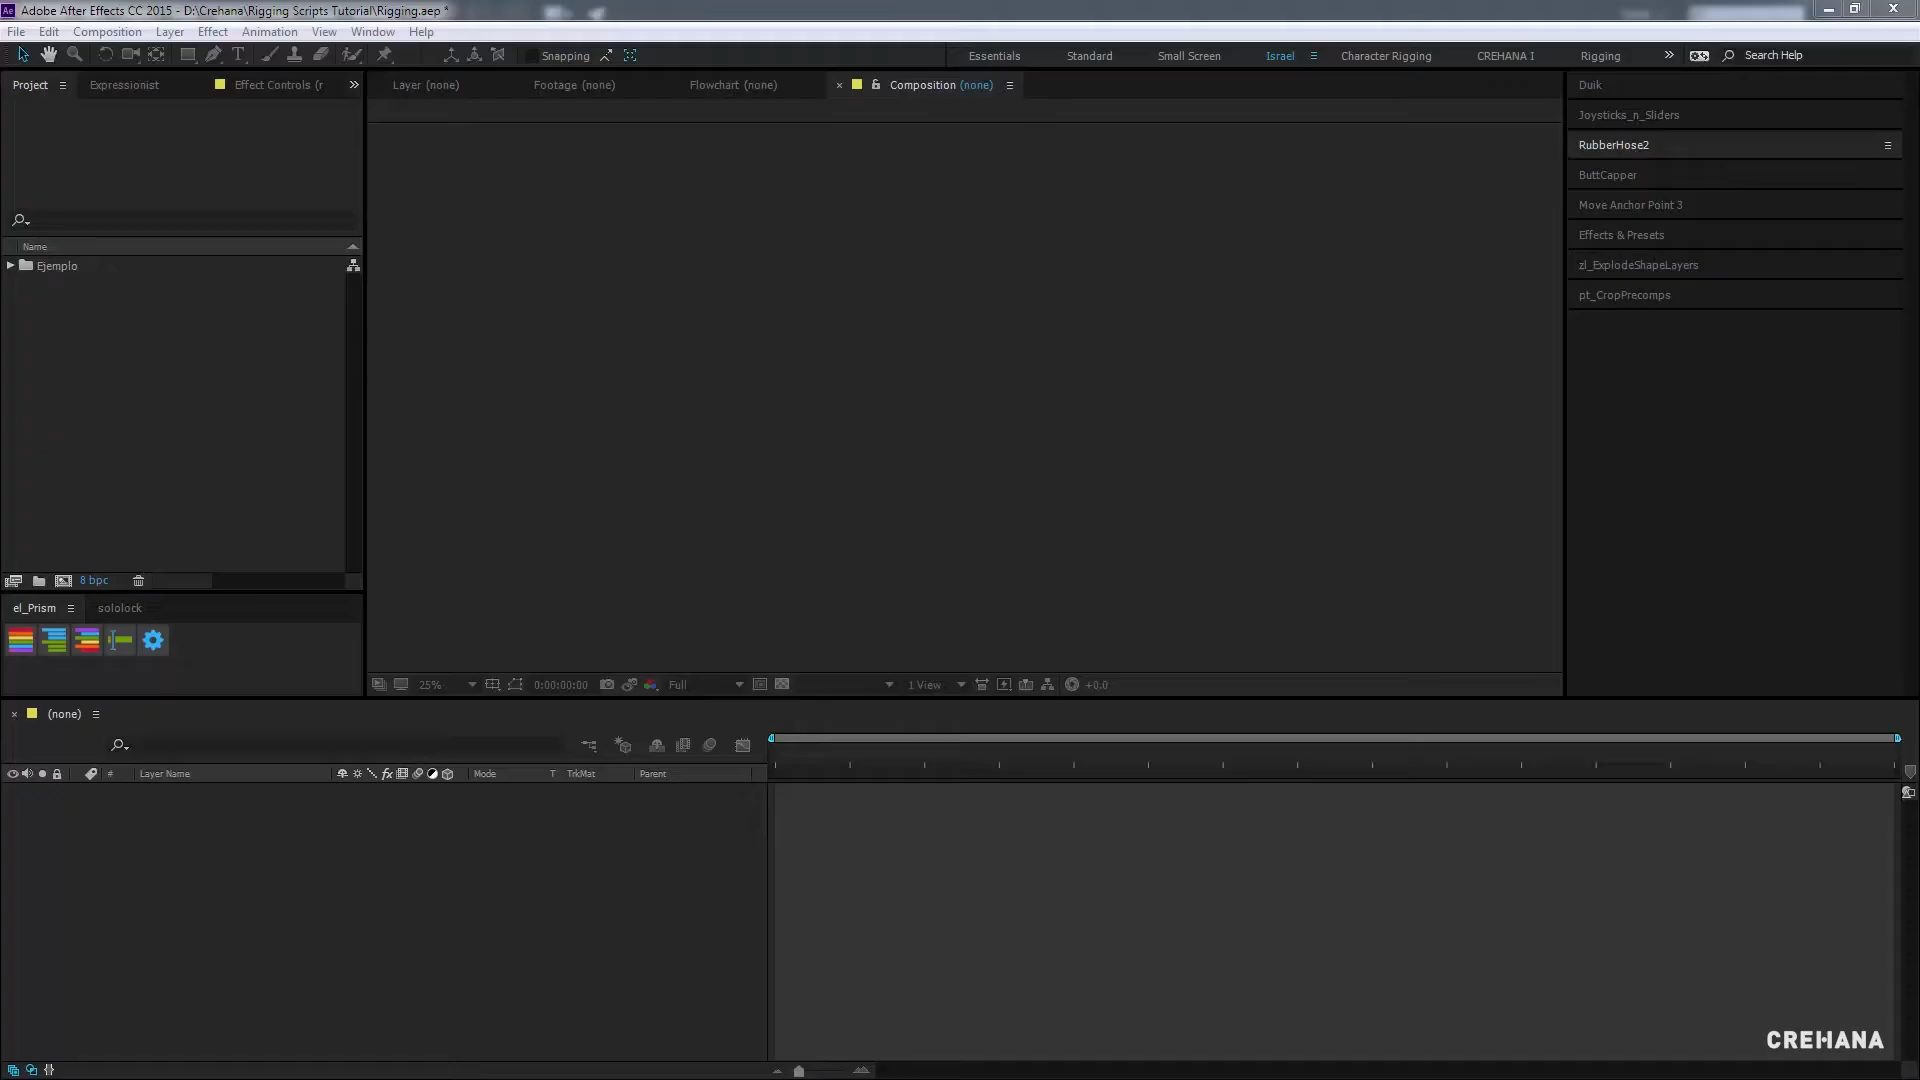 Ae Adobe After Effects CC 2015 - D:\Crehana\Rigging Scripts Tutorial\Rigging.aep *
File Edit Composition Layer Effect Animation View Window Help
Snapping Essentials Standard Small Screen Israel Character Rigging CREHANA I Rigging Search Help
Project Expressionist Effect Controls (r Layer (none) Footage (none) Flowchart (none) Composition (none)
Duik
Joysticks_n_Sliders
RubberHose2
ButtCapper
Move Anchor Point 3
Effects & Presets
zl_ExplodeShapeLayers
pt_CropPrecomps
Name
Ejemplo
8 bpc
el_Prism sololock
25% 0:00:00:00 Full 1 View +0.0
(none)
# Layer Name fx Mode T TrkMat Parent
CREHANA